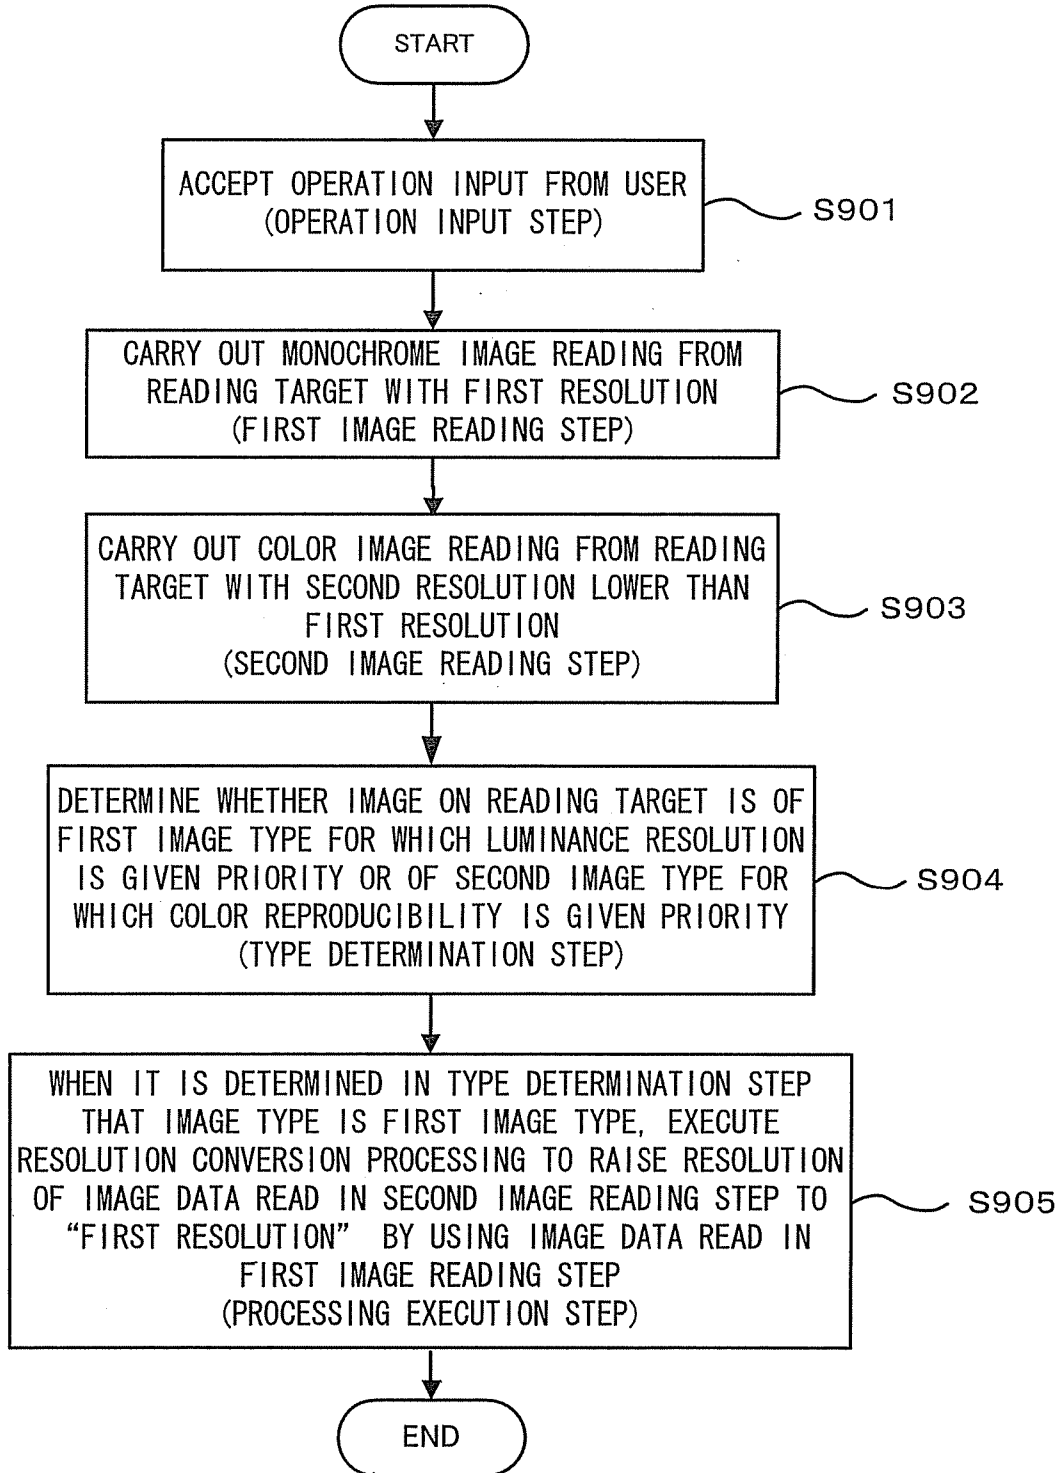 START
ACCEPT OPERATION INPUT FROM USER
(OPERATION INPUT STEP)
S901
CARRY OUT MONOCHROME IMAGE READING FROM
READING TARGET WITH FIRST RESOLUTION
(FIRST IMAGE READING STEP)
S902
CARRY OUT COLOR IMAGE READING FROM READING
TARGET WITH SECOND RESOLUTION LOWER THAN
FIRST RESOLUTION
(SECOND IMAGE READING STEP)
S903
DETERMINE WHETHER IMAGE ON READING TARGET IS OF
FIRST IMAGE TYPE FOR WHICH LUMINANCE RESOLUTION
IS GIVEN PRIORITY OR OF SECOND IMAGE TYPE FOR
WHICH COLOR REPRODUCIBILITY IS GIVEN PRIORITY
(TYPE DETERMINATION STEP)
S904
WHEN IT IS DETERMINED IN TYPE DETERMINATION STEP
THAT IMAGE TYPE IS FIRST IMAGE TYPE, EXECUTE
RESOLUTION CONVERSION PROCESSING TO RAISE RESOLUTION
OF IMAGE DATA READ IN SECOND IMAGE READING STEP TO
“FIRST RESOLUTION” BY USING IMAGE DATA READ IN
FIRST IMAGE READING STEP
(PROCESSING EXECUTION STEP)
S905
END